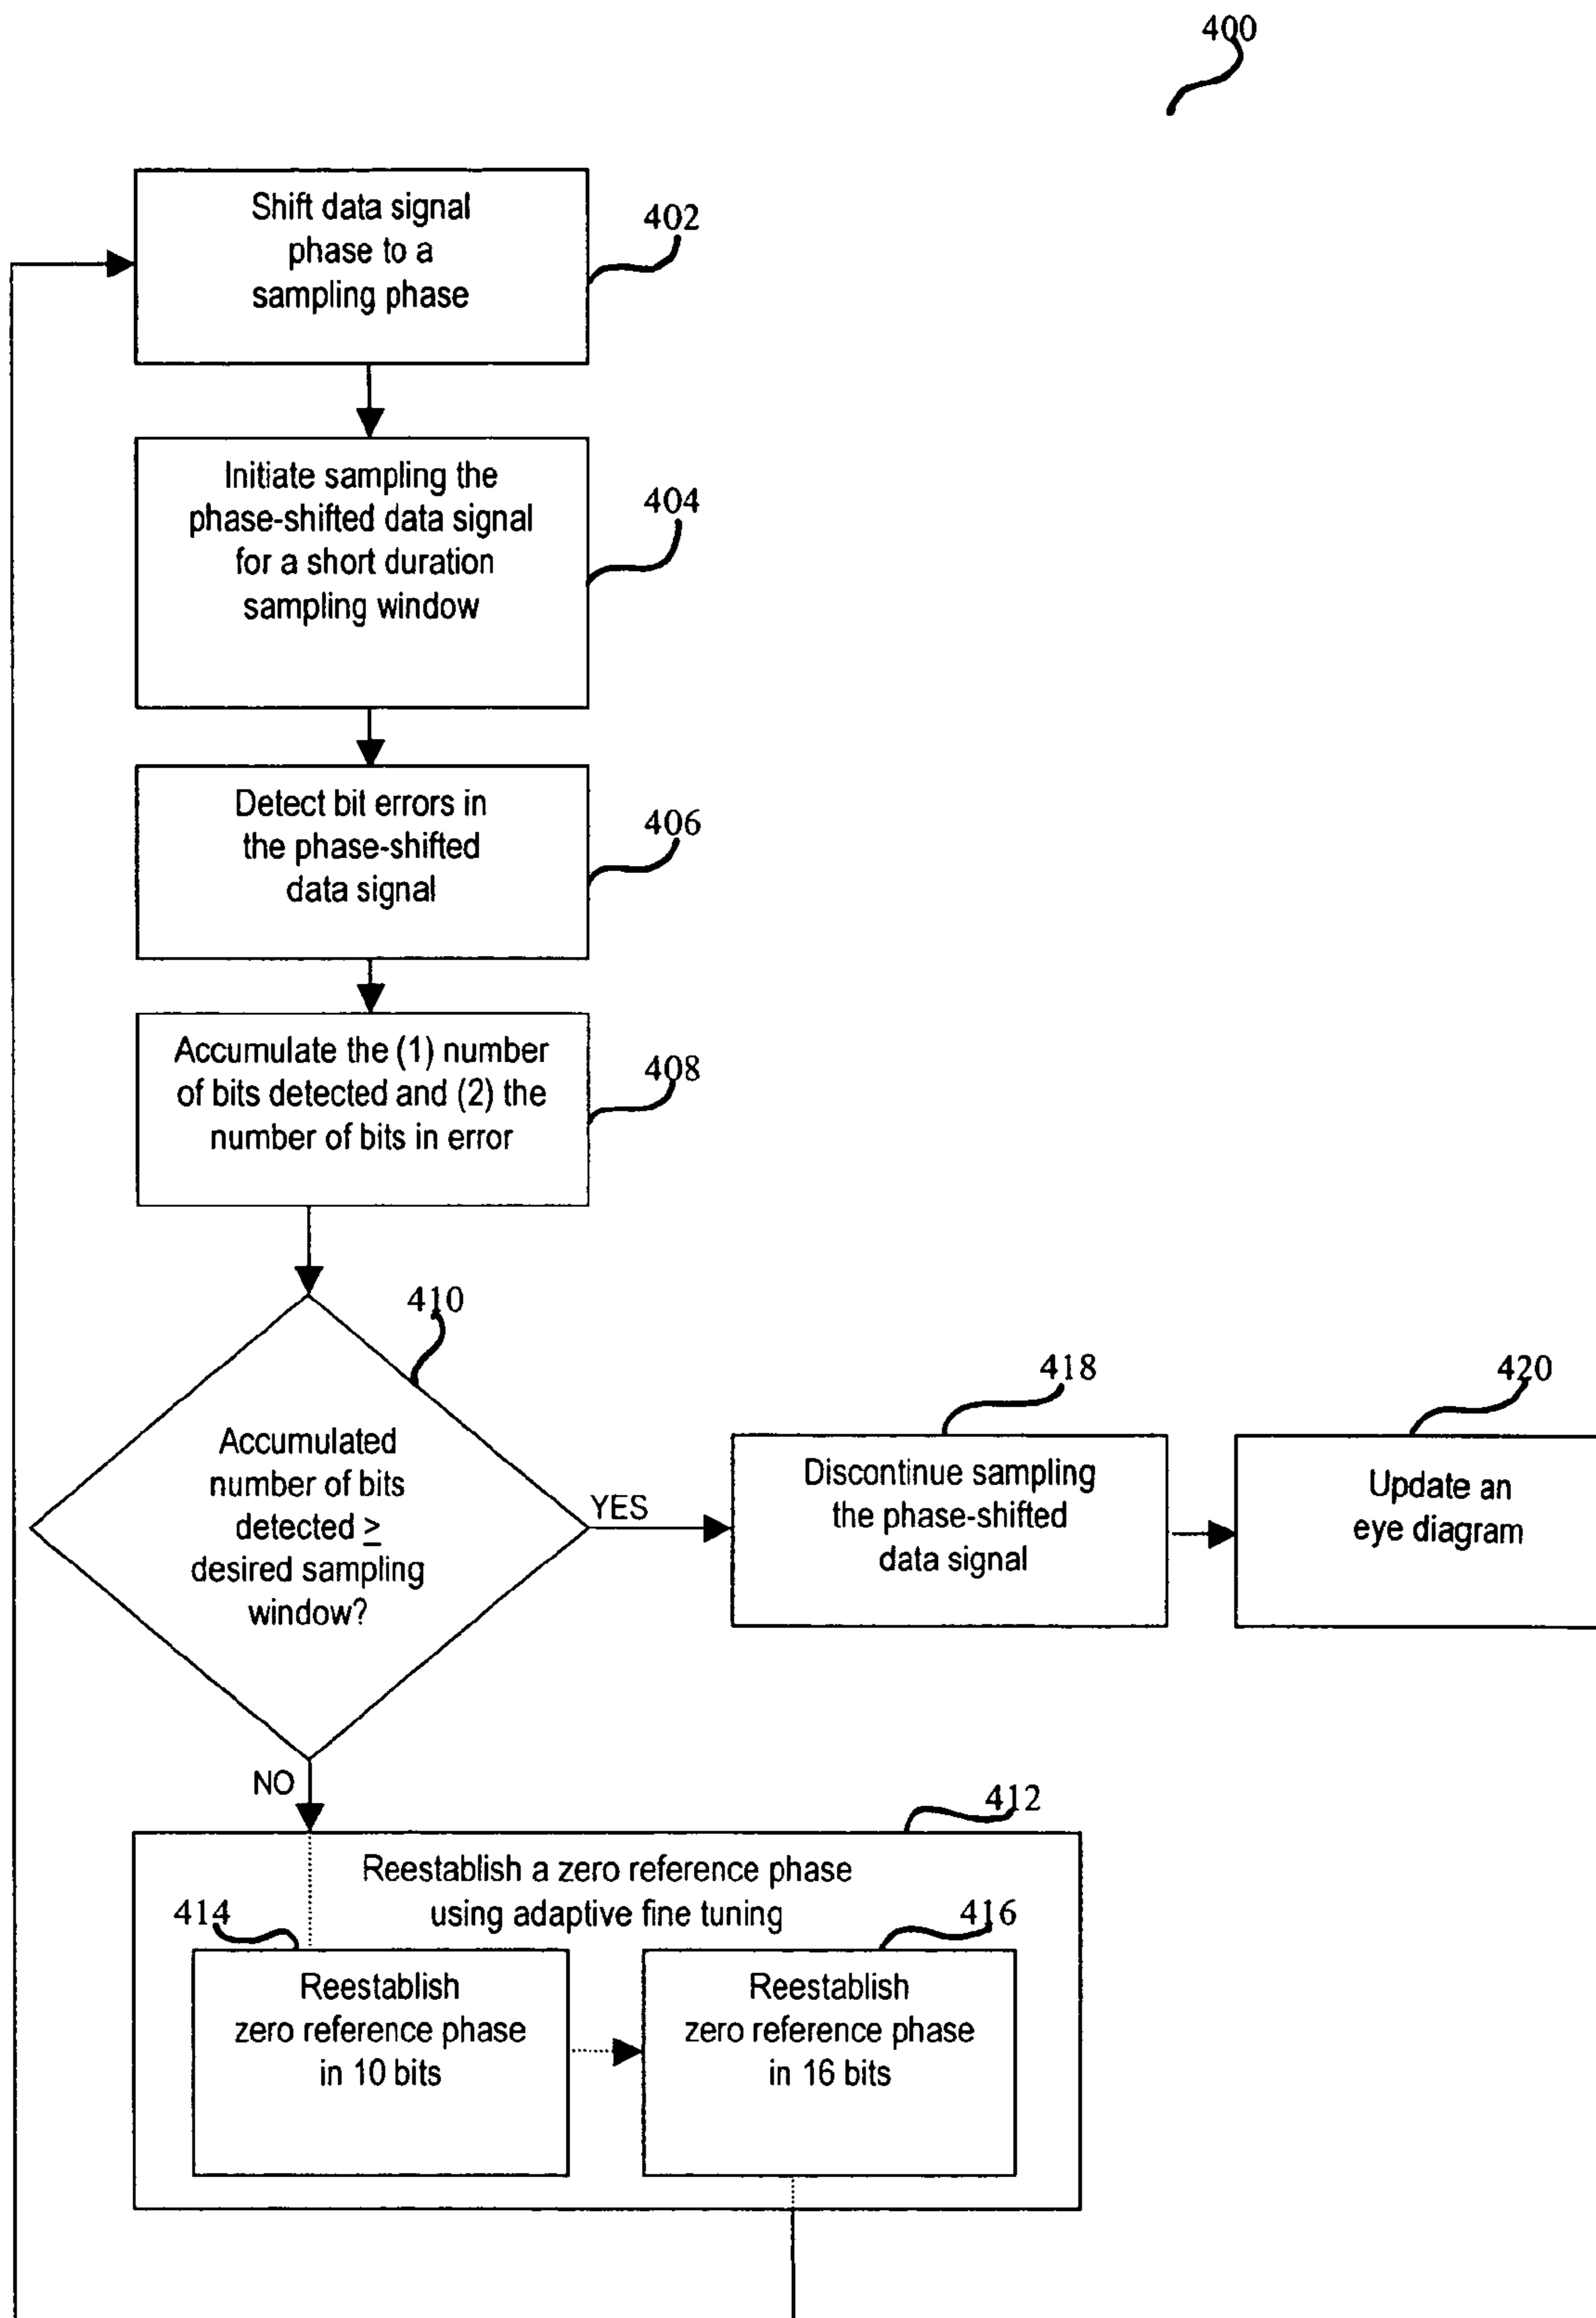 400
Shift data signal
phase to a
sampling phase
402
Initiate sampling the
phase-shifted data signal
for a short duration
sampling window
404
Detect bit errors in
the phase-shifted
data signal
406
Accumulate the (1) number
of bits detected and (2) the
number of bits in error
408
410
Accumulated
number of bits
detected ≥
desired sampling
window?
YES
418
Discontinue sampling
the phase-shifted
data signal
420
Update an
eye diagram
NO
412
Reestablish a zero reference phase
using adaptive fine tuning
414
Reestablish
zero reference phase
in 10 bits
416
Reestablish
zero reference phase
in 16 bits